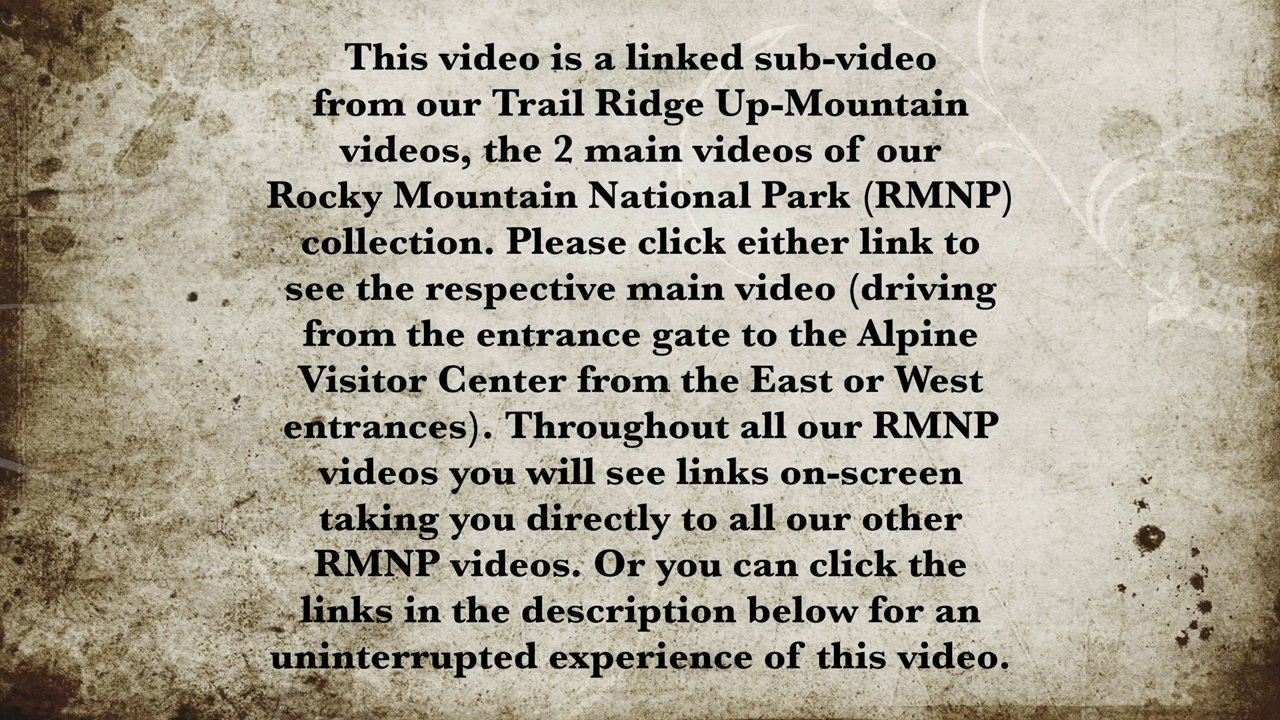 This video is a linked sub-video
from our Trail Ridge Up-Mountain
videos, the 2 main videos of our
Rocky Mountain National Park (RMNP)
collection. Please click either link to
see the respective main video (driving
from the entrance gate to the Alpine
Visitor Center from the East or West
entrances). Throughout all our RMNP
videos you will see links on-screen
taking you directly to all our other
RMNP videos. Or you can click the
links in the description below for an
uninterrupted experience of this video.